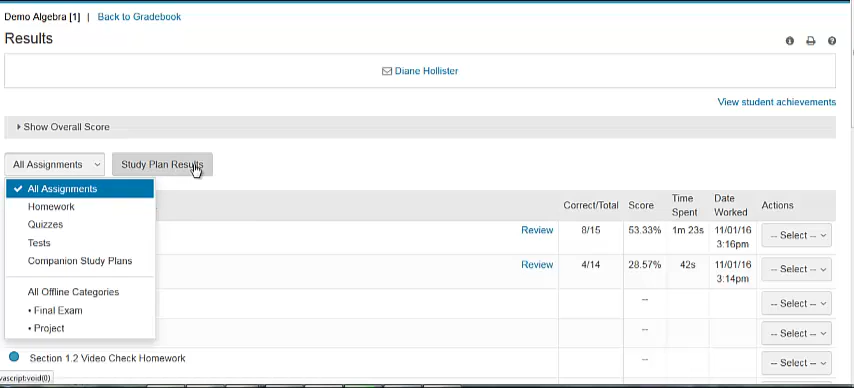 Demo Algebra [1] | Back to Gradebook
Results
Diane Hollister
View student achievements
Show Overall Score
All Assignments
Study Plan Results
All Assignments
Homework
Quizzes
Tests
Companion Study Plans
All Offline Categories
• Final Exam
• Project
Correct/Total Score Time Spent Date Worked Actions
Review 8/15 53.33% 1m 23s 11/01/16 3:16pm -- Select --
Review 4/14 28.57% 42s 11/01/16 3:14pm -- Select --
-- -- Select --
-- -- Select --
Section 1.2 Video Check Homework -- -- Select --
vascript:void(0)